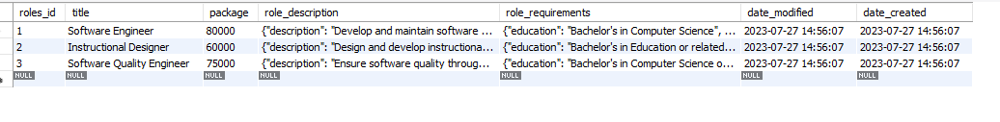 roles_id title package role_description role_requirements date_modified date_created
1 Software Engineer 80000 {"description": "Develop and maintain software ... {"education": "Bachelor's in Computer Science", ... 2023-07-27 14:56:07 2023-07-27 14:56:07
2 Instructional Designer 60000 {"description": "Design and develop instructiona... {"education": "Bachelor's in Education or related... 2023-07-27 14:56:07 2023-07-27 14:56:07
3 Software Quality Engineer 75000 {"description": "Ensure software quality throug... {"education": "Bachelor's in Computer Science o... 2023-07-27 14:56:07 2023-07-27 14:56:07
NULL NULL NULL NULL NULL NULL NULL